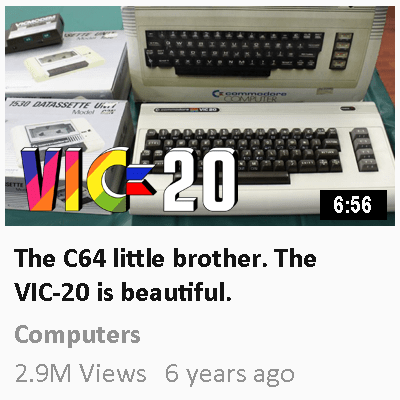 1530 DATASSETTE UNIT
Model C2N
commodore
COMPUTER
VIC-20
VIC-20
6:56
The C64 little brother. The
VIC-20 is beautiful.
Computers
2.9M Views 6 years ago